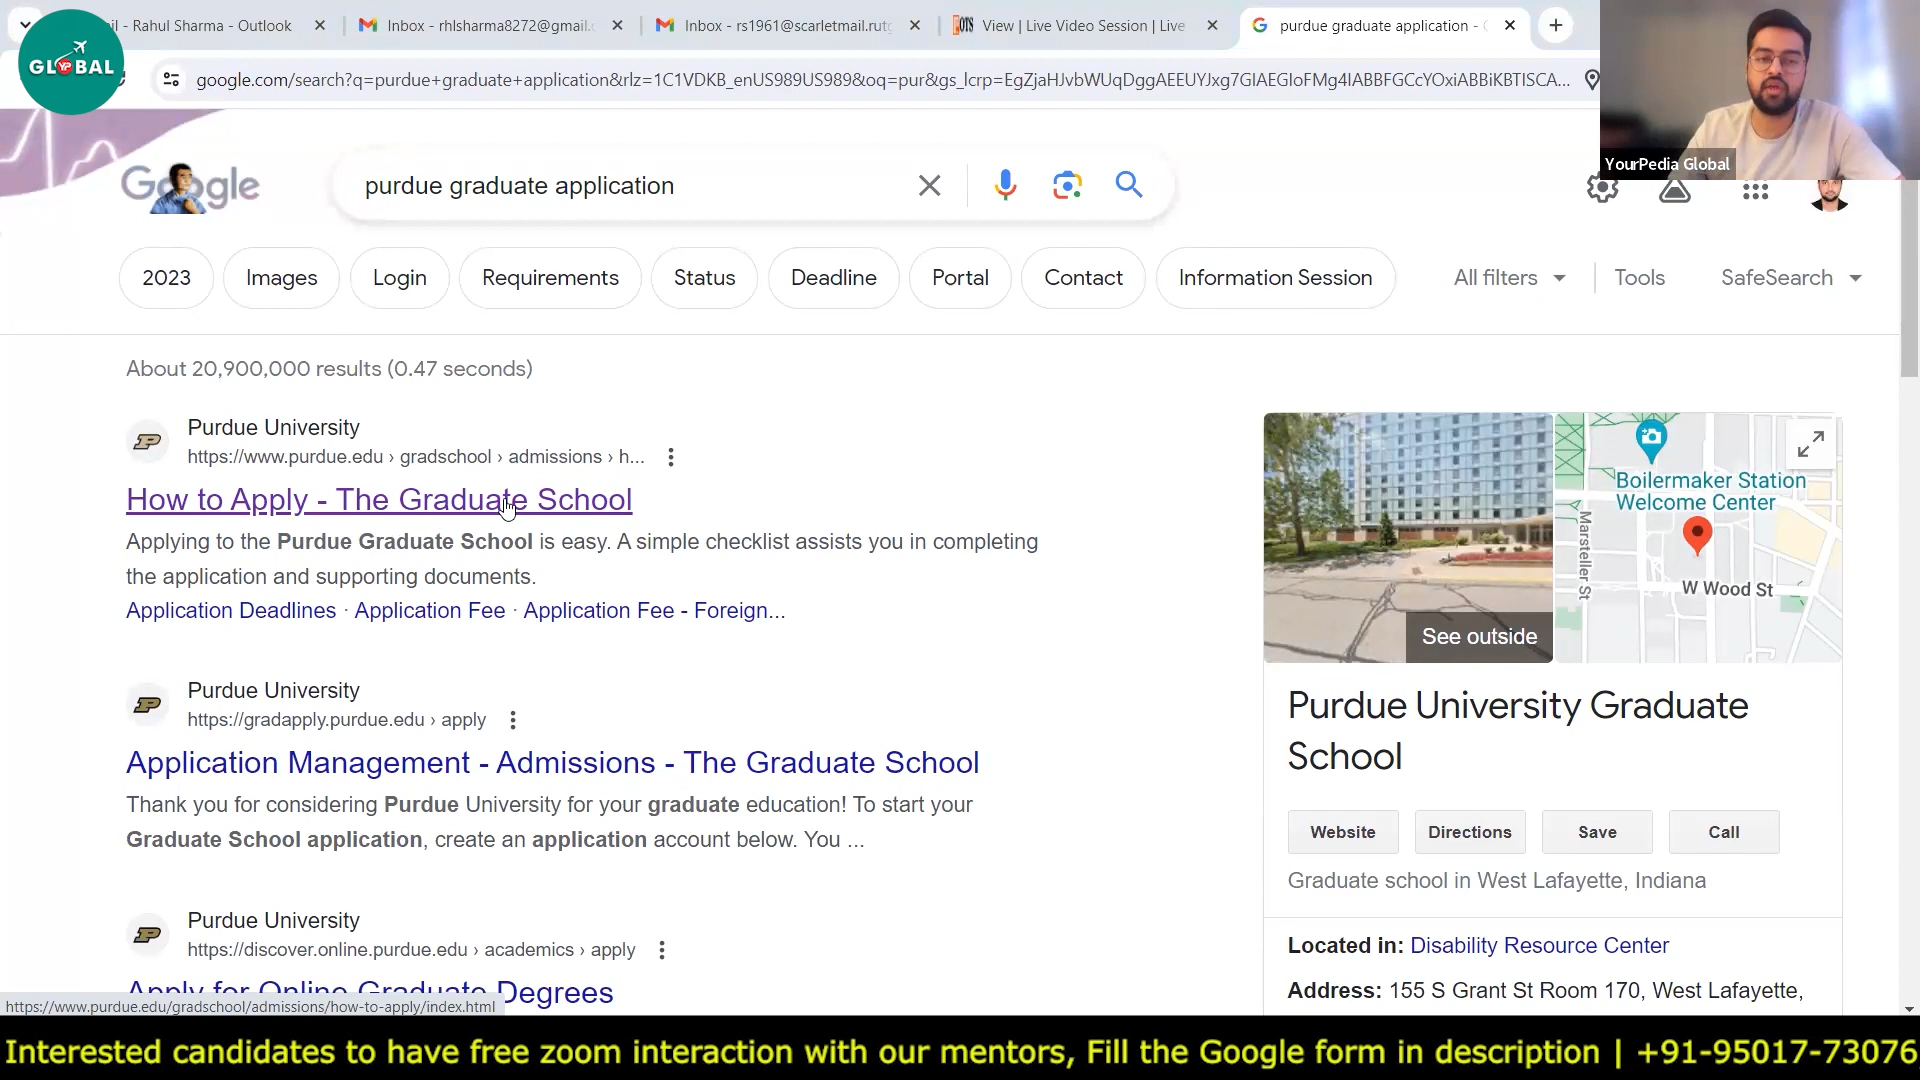 il - Rahul Sharma - Outlook
Inbox - rhlsharma8272@gmail.c
Inbox - rs1961@scarletmail.rutg
View | Live Video Session | Live
purdue graduate application -
GLOBAL
YP
google.com/search?q=purdue+graduate+application&rlz=1C1VDKB_enUS989US989&oq=pur&gs_lcrp=EgZjaHJvbWUqDggAEEUYJxg7GIAEGIoFMg4IABBFGCcYOxiABBiKBTISCA...
YourPedia Global
Google
purdue graduate application
2023
Images
Login
Requirements
Status
Deadline
Portal
Contact
Information Session
All filters
Tools
SafeSearch
About 20,900,000 results (0.47 seconds)
Purdue University
https://www.purdue.edu › gradschool › admissions › h...
How to Apply - The Graduate School
Applying to the Purdue Graduate School is easy. A simple checklist assists you in completing
the application and supporting documents.
Application Deadlines · Application Fee · Application Fee - Foreign...
Purdue University
https://gradapply.purdue.edu › apply
Application Management - Admissions - The Graduate School
Thank you for considering Purdue University for your graduate education! To start your
Graduate School application, create an application account below. You ...
Purdue University
https://discover.online.purdue.edu › academics › apply
Apply for Online Graduate Degrees
https://www.purdue.edu/gradschool/admissions/how-to-apply/index.html
See outside
Boilermaker Station
Welcome Center
Marsteller St
W Wood St
Purdue University Graduate
School
Website
Directions
Save
Call
Graduate school in West Lafayette, Indiana
Located in: Disability Resource Center
Address: 155 S Grant St Room 170, West Lafayette,
Interested candidates to have free zoom interaction with our mentors, Fill the Google form in description | +91-95017-73076